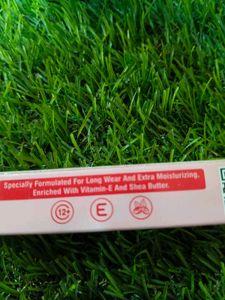 Specially Formulated For Long Wear And Extra Moisturizing,
Enriched With Vitamin-E And Shea Butter.
12+ E